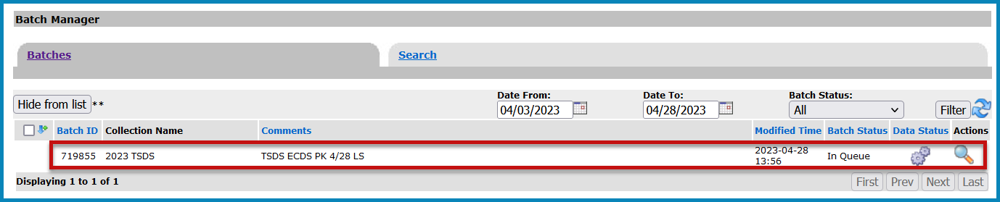 Batch Manager
Batches Search
Date From: Date To: Batch Status:
Hide from list ** 04/03/2023 04/28/2023 All Filter
Batch ID Collection Name Comments Modified Time Batch Status Data Status Actions
719855 2023 TSDS TSDS ECDS PK 4/28 LS 2023-04-28 13:56 In Queue
Displaying 1 to 1 of 1 First Prev Next Last